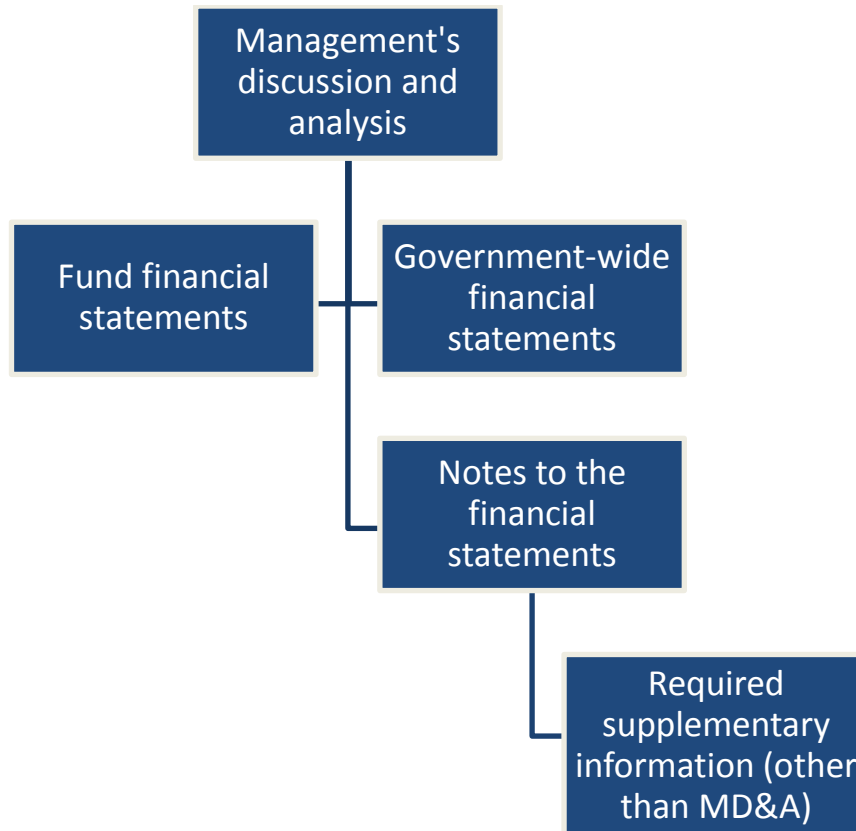 Management's
discussion and
analysis
Fund financial
statements
Government-wide
financial
statements
Notes to the
financial
statements
Required
supplementary
information (other
than MD&A)